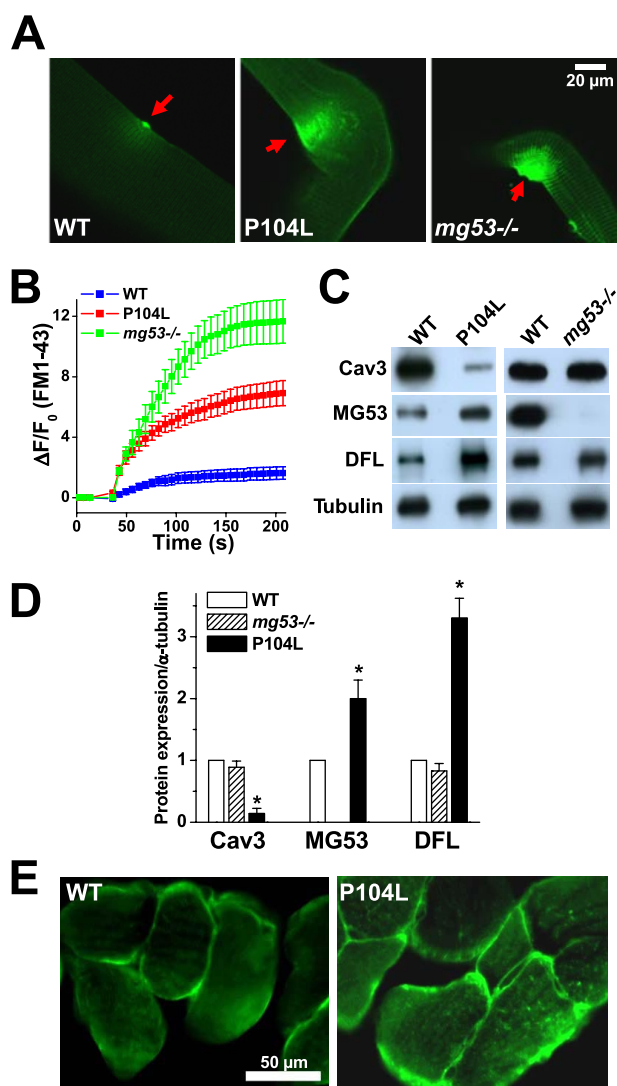 A
20 µm
WT
P104L
mg53-/-
B
WT
P104L
mg53-/-
12
8
4
0
0 50 100 150 200
ΔF/F0 (FM1-43)
Time (s)
C
WT P104L WT mg53-/-
Cav3
MG53
DFL
Tubulin
D
WT
mg53-/-
P104L
3
2
1
0
Protein expression/α-tubulin
* * *
Cav3 MG53 DFL
E
WT
P104L
50 µm